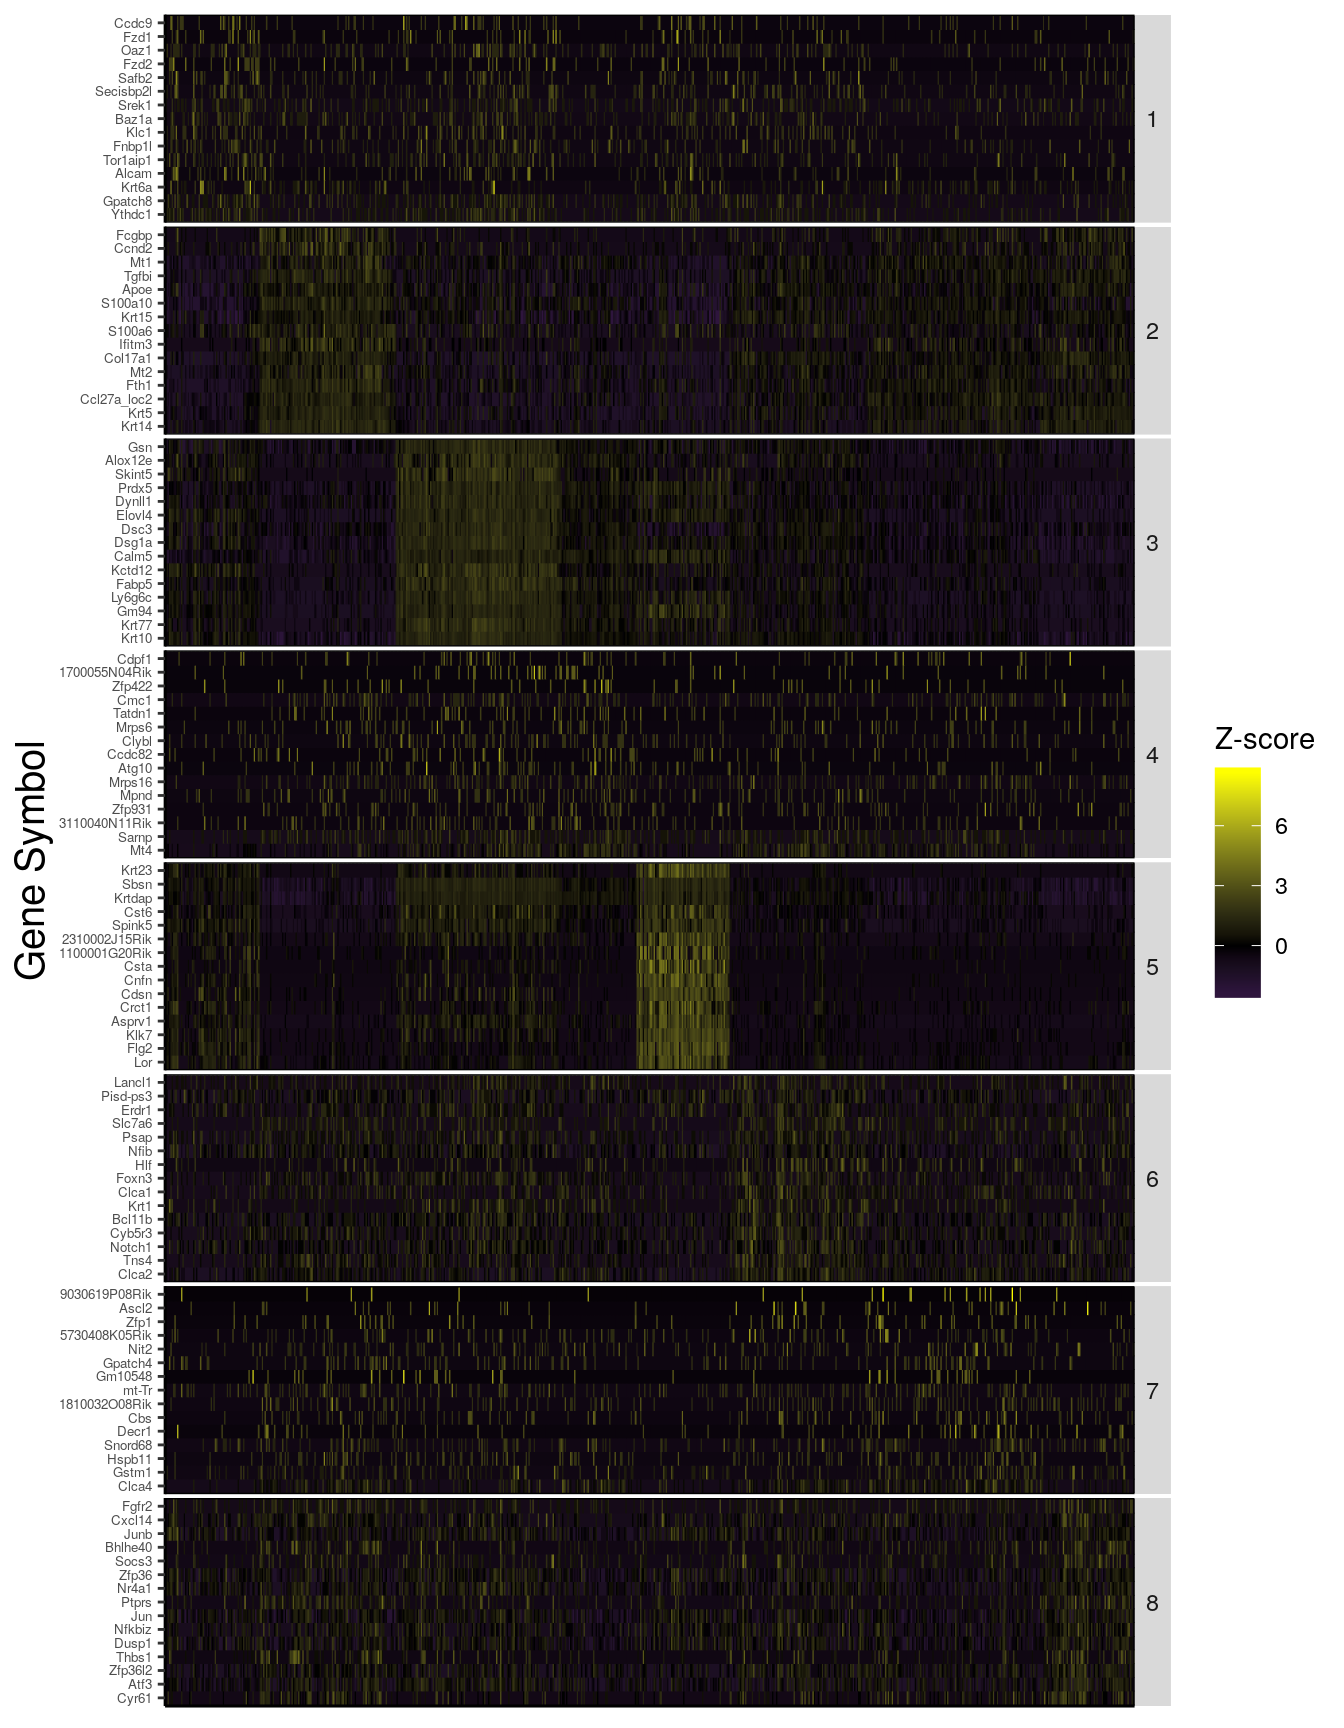 Ccdc9
Fzd1
Oaz1
Fzd2
Safb2
Secisbp2l
Srek1
Baz1a
Klc1
Fnbp1l
Tor1aip1
Alcam
Krt6a
Gpatch8
Ythdc1
1
Fcgbp
Ccnd2
Mt1
Tgfbi
Apoe
S100a10
Krt15
S100a6
Ifitm3
Col17a1
Mt2
Fth1
Ccl27a_loc2
Krt5
Krt14
2
Gsn
Alox12e
Skint5
Prdx5
Dynll1
Elovl4
Dsc3
Dsg1a
Calm5
Kctd12
Fabp5
Ly6g6c
Gm94
Krt77
Krt10
3
Cdpf1
1700055N04Rik
Zfp422
Cmc1
Tatdn1
Mrps6
Clybl
Ccdc82
Atg10
Mrps16
Mpnd
Zfp931
3110040N11Rik
Samp
Mt4
4
Krt23
Sbsn
Krtdap
Cst6
Spink5
2310002J15Rik
1100001G20Rik
Csta
Cnfn
Cdsn
Crct1
Asprv1
Klk7
Flg2
Lor
5
Lancl1
Pisd-ps3
Erdr1
Slc7a6
Psap
Nfib
Hlf
Foxn3
Clca1
Krt1
Bcl11b
Cyb5r3
Notch1
Tns4
Clca2
6
9030619P08Rik
Ascl2
Zfp1
5730408K05Rik
Nit2
Gpatch4
Gm10548
mt-Tr
1810032O08Rik
Cbs
Decr1
Snord68
Hspb11
Gstm1
Clca4
7
Fgfr2
Cxcl14
Junb
Bhlhe40
Socs3
Zfp36
Nr4a1
Ptprs
Jun
Nfkbiz
Dusp1
Thbs1
Zfp36l2
Atf3
Cyr61
8
Gene Symbol
Z-score
6
3
0